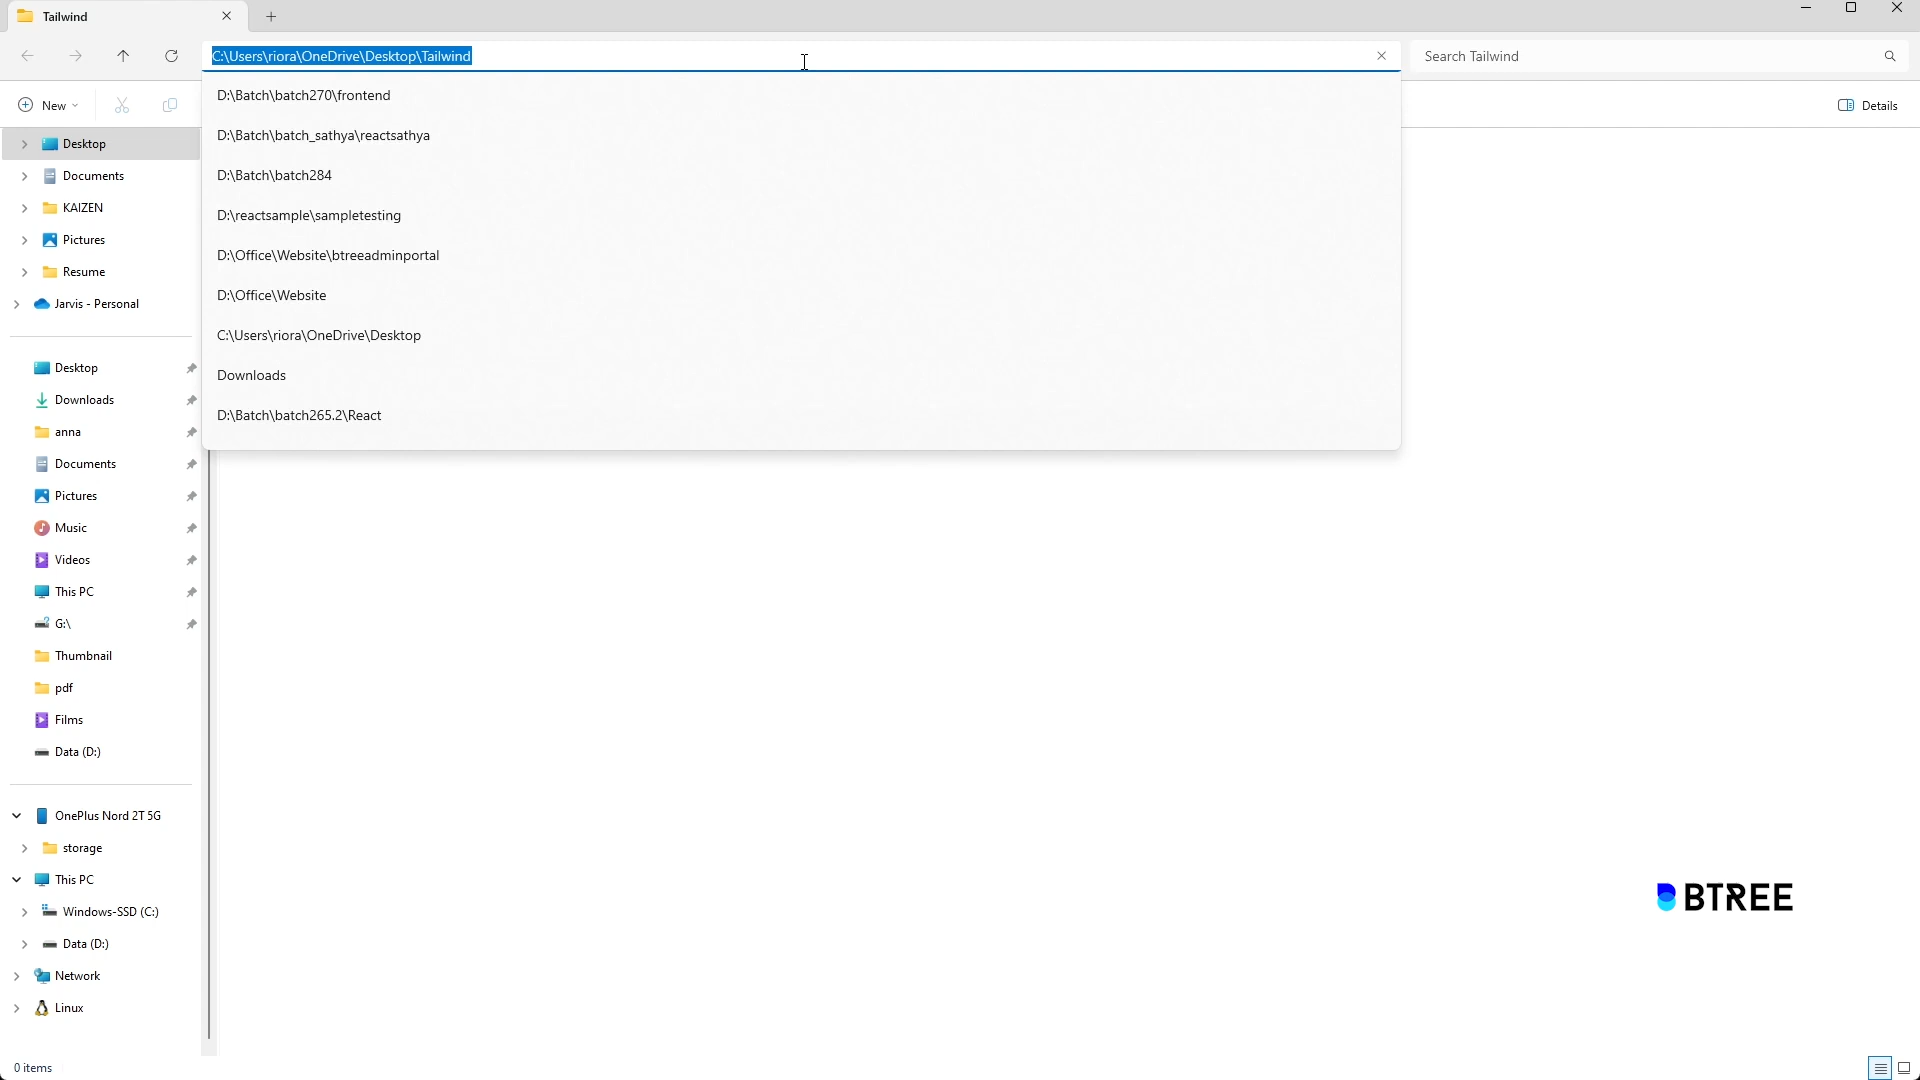 Tailwind
C:\Users\riora\OneDrive\Desktop\Tailwind
Search Tailwind
New
Details
D:\Batch\batch270\frontend
D:\Batch\batch_sathya\reactsathya
D:\Batch\batch284
D:\reactsample\sampletesting
D:\Office\Website\btreeadminportal
D:\Office\Website
C:\Users\riora\OneDrive\Desktop
Downloads
D:\Batch\batch265.2\React
Desktop
Documents
KAIZEN
Pictures
Resume
Jarvis - Personal
Desktop
Downloads
anna
Documents
Pictures
Music
Videos
This PC
G:\
Thumbnail
pdf
Films
Data (D:)
OnePlus Nord 2T 5G
storage
This PC
Windows-SSD (C:)
Data (D:)
Network
Linux
BTREE
0 items